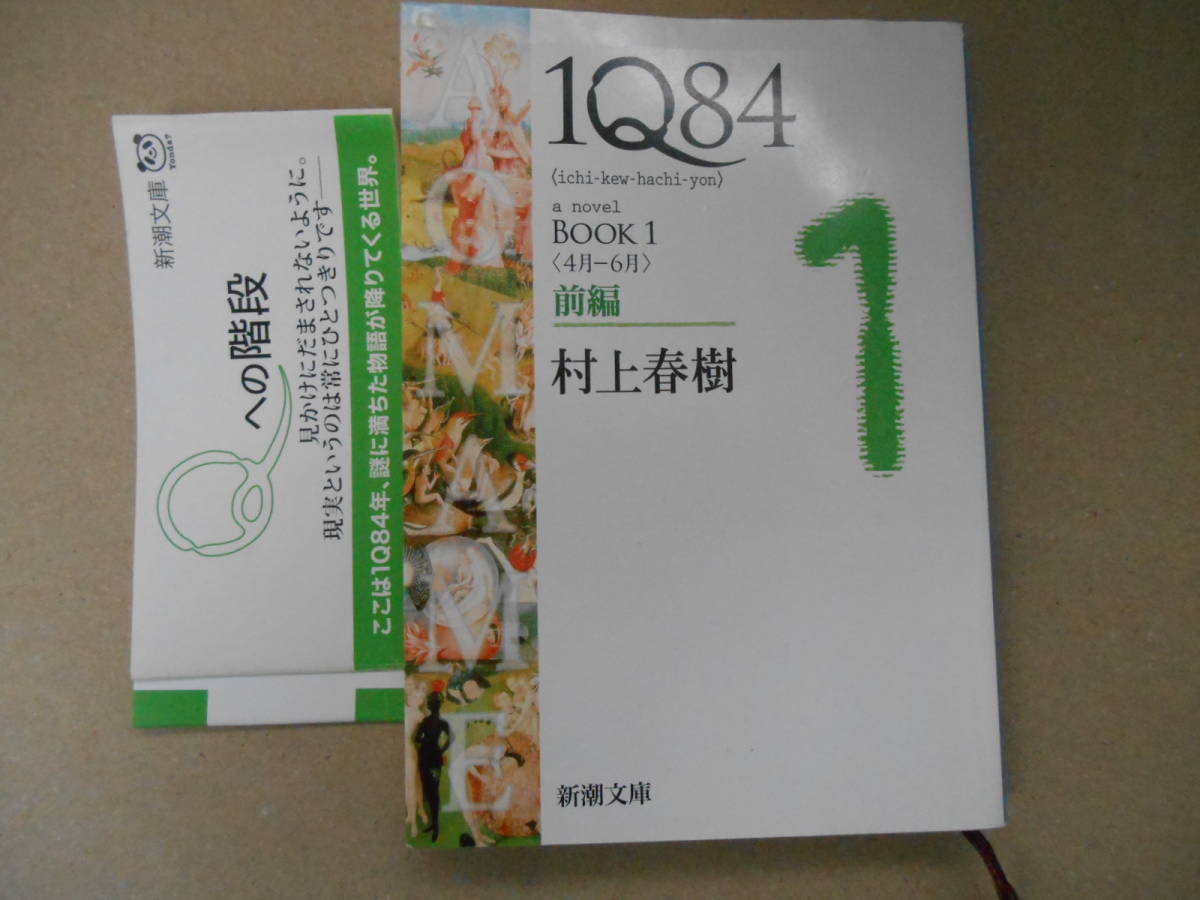 新潮文庫
Yonda?
Qへの階段
見かけにだまされないように。
現実というのは常にひとつきりです──
ここは1Q84年、謎に満ちた物語が降りてくる世界。
AOMAME
1Q84
〈ichi-kew-hachi-yon〉
a novel
BOOK 1
〈4月−6月〉
前編
村上春樹
1
新潮文庫